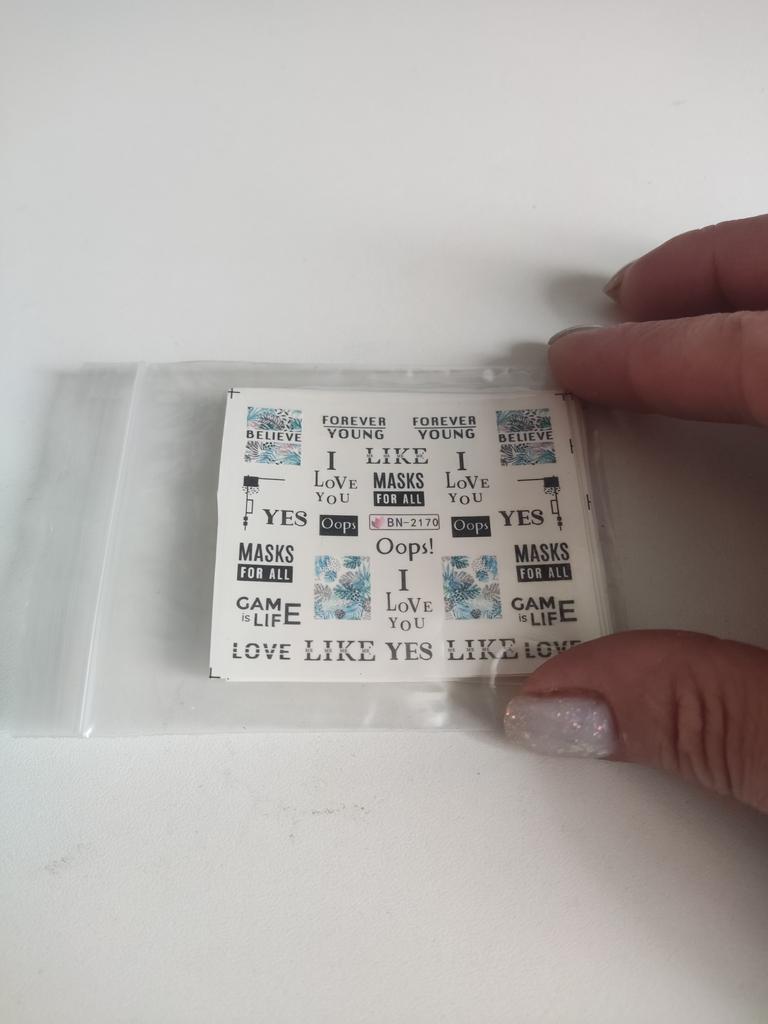 BELIEVE
FOREVER
YOUNG
FOREVER
YOUNG
BELIEVE
I
LOVE
YOU
LIKE
I
LOVE
YOU
MASKS
FOR ALL
YES
Oops
BN-2170
Oops
YES
Oops!
MASKS
FOR ALL
MASKS
FOR ALL
I
LOVE
YOU
GAME
is LIFE
GAME
is LIFE
LOVE LIKE YES LIKE LOVE